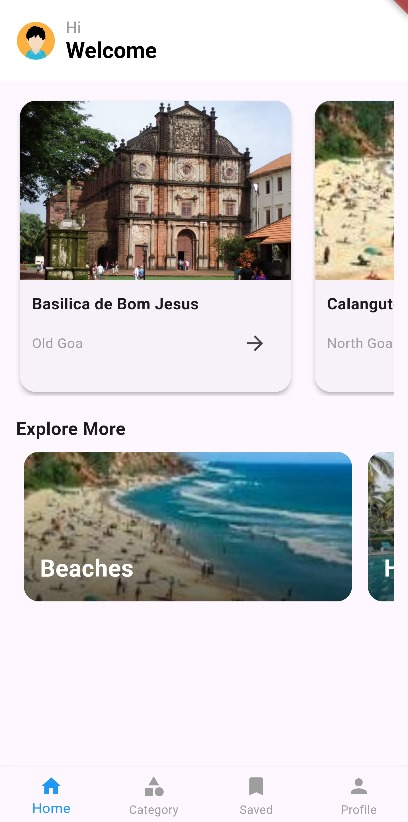 Hi
Welcome
Basilica de Bom Jesus
Old Goa
Calangut
North Goa
Explore More
Beaches
H
Home
Category
Saved
Profile